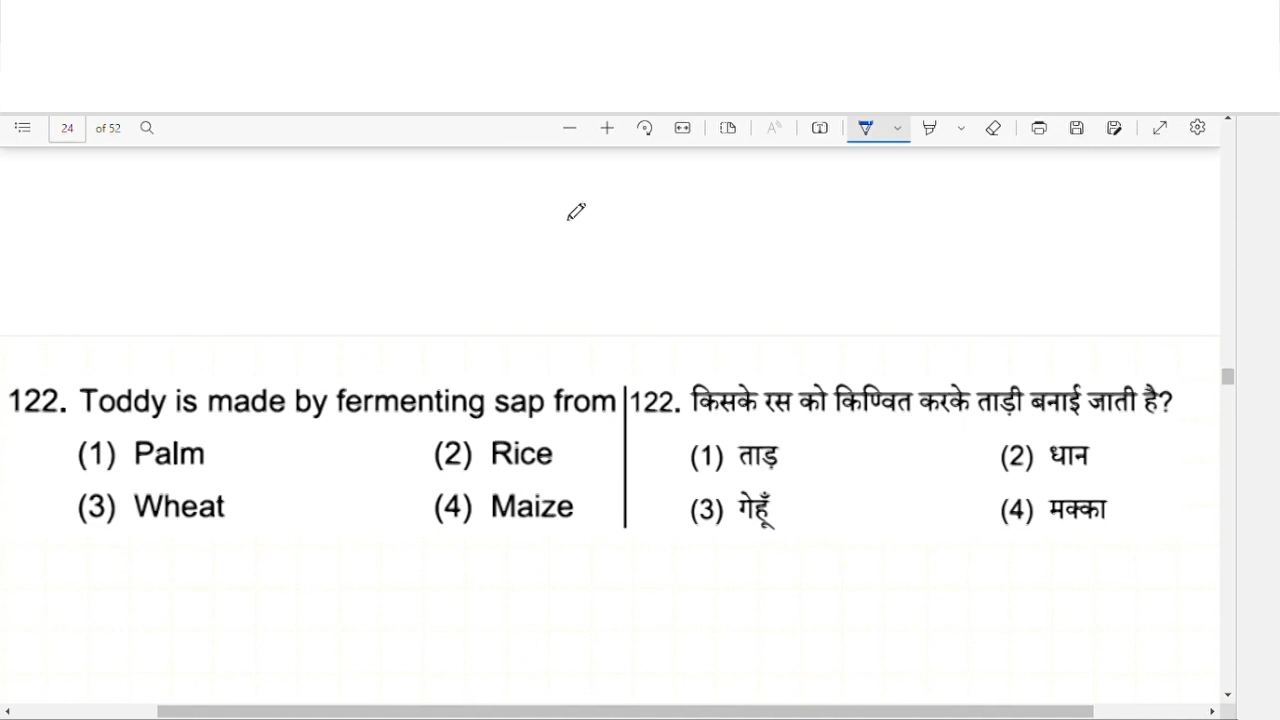 24 of 52
122. Toddy is made by fermenting sap from
(1) Palm (2) Rice
(3) Wheat (4) Maize
122. किसके रस को किण्वित करके ताड़ी बनाई जाती है?
(1) ताड़ (2) धान
(3) गेहूँ (4) मक्का